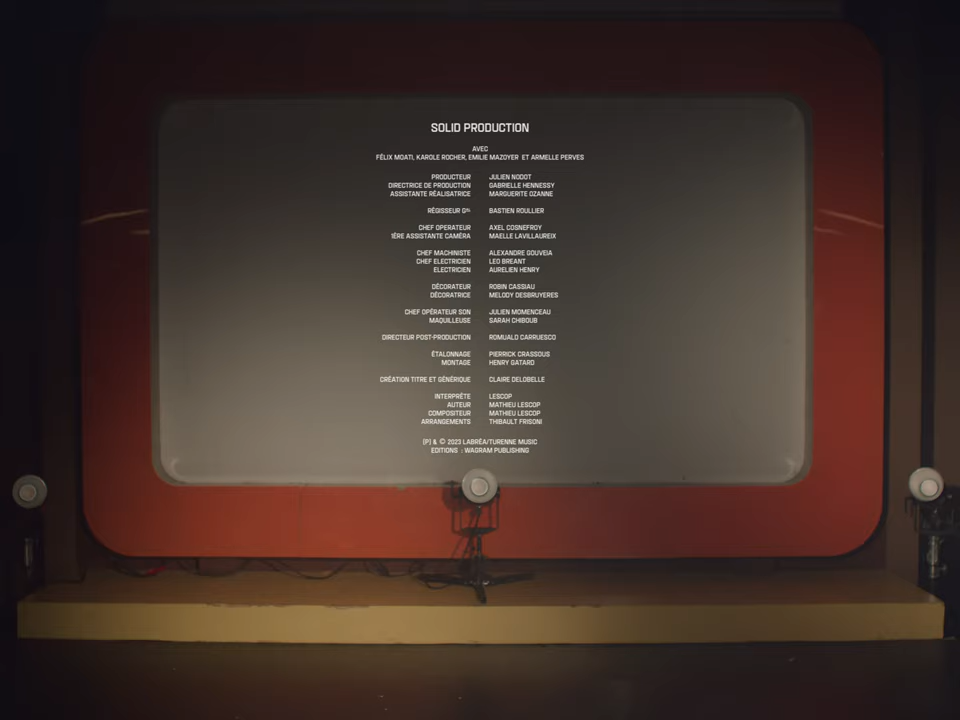 SOLID PRODUCTION
AVEC
FÉLIX MOATI, KAROLE ROCHER, EMILIE MAZOYER ET ARMELLE PERVES
PRODUCTEUR JULIEN NODOT
DIRECTRICE DE PRODUCTION GABRIELLE HENNESSY
ASSISTANTE RÉALISATRICE MARGUERITE OZANNE
RÉGISSEUR GAL BASTIEN ROULLIER
CHEF OPERATEUR AXEL COSNEFROY
1ÈRE ASSISTANTE CAMÉRA MAELLE LAVILLAUREIX
CHEF MACHINISTE ALEXANDRE GOUVEIA
CHEF ELECTRICIEN LEO BREANT
ELECTRICIEN AURELIEN HENRY
DÉCORATEUR ROBIN CASSIAU
DÉCORATRICE MELODY DESBRUYERES
CHEF OPÉRATEUR SON JULIEN MOMENCEAU
MAQUILLEUSE SARAH CHIBOUB
DIRECTEUR POST-PRODUCTION ROMUALD CARRUESCO
ÉTALONNAGE PIERRICK CRASSOUS
MONTAGE HENRY GATARD
CRÉATION TITRE ET GÉNÉRIQUE CLAIRE DELOBELLE
INTERPRÈTE LESCOP
AUTEUR MATHIEU LESCOP
COMPOSITEUR MATHIEU LESCOP
ARRANGEMENTS THIBAULT FRISONI
(P) & © 2023 LABRÉA/TURENNE MUSIC
EDITIONS : WAGRAM PUBLISHING